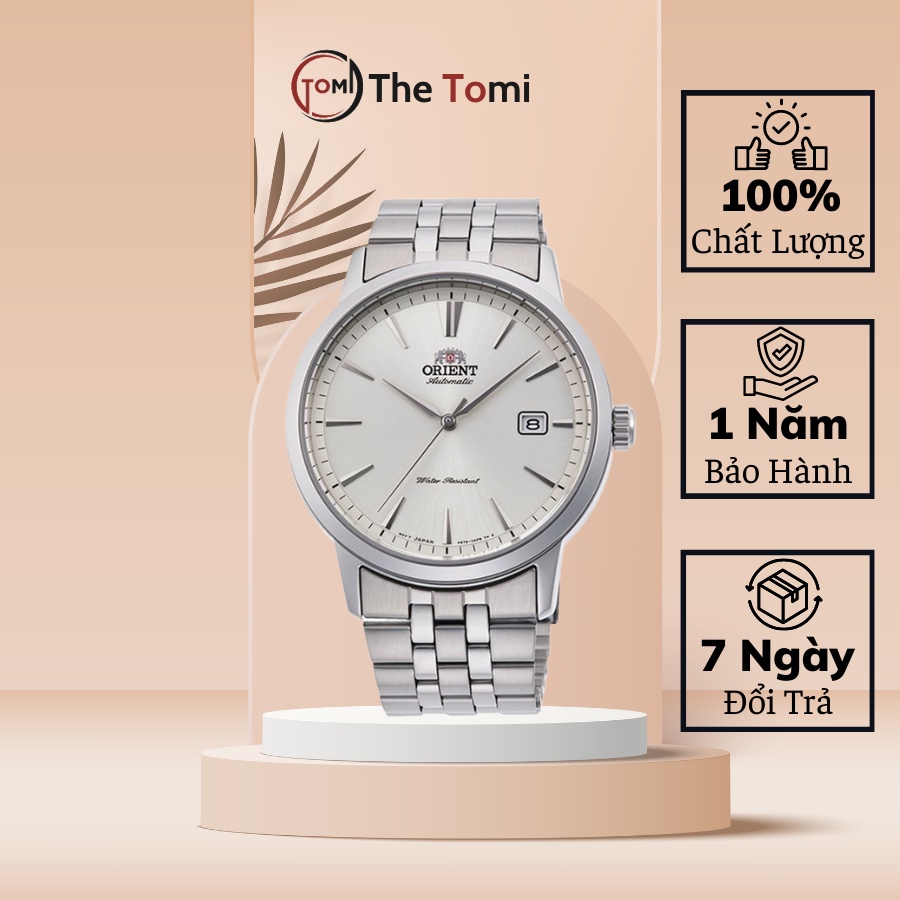 TOMI The Tomi
100%
Chất Lượng
ORIENT
Automatic
8
1 Năm
Bảo Hành
Water Resistant
JAPAN
7 Ngày
Đổi Trả